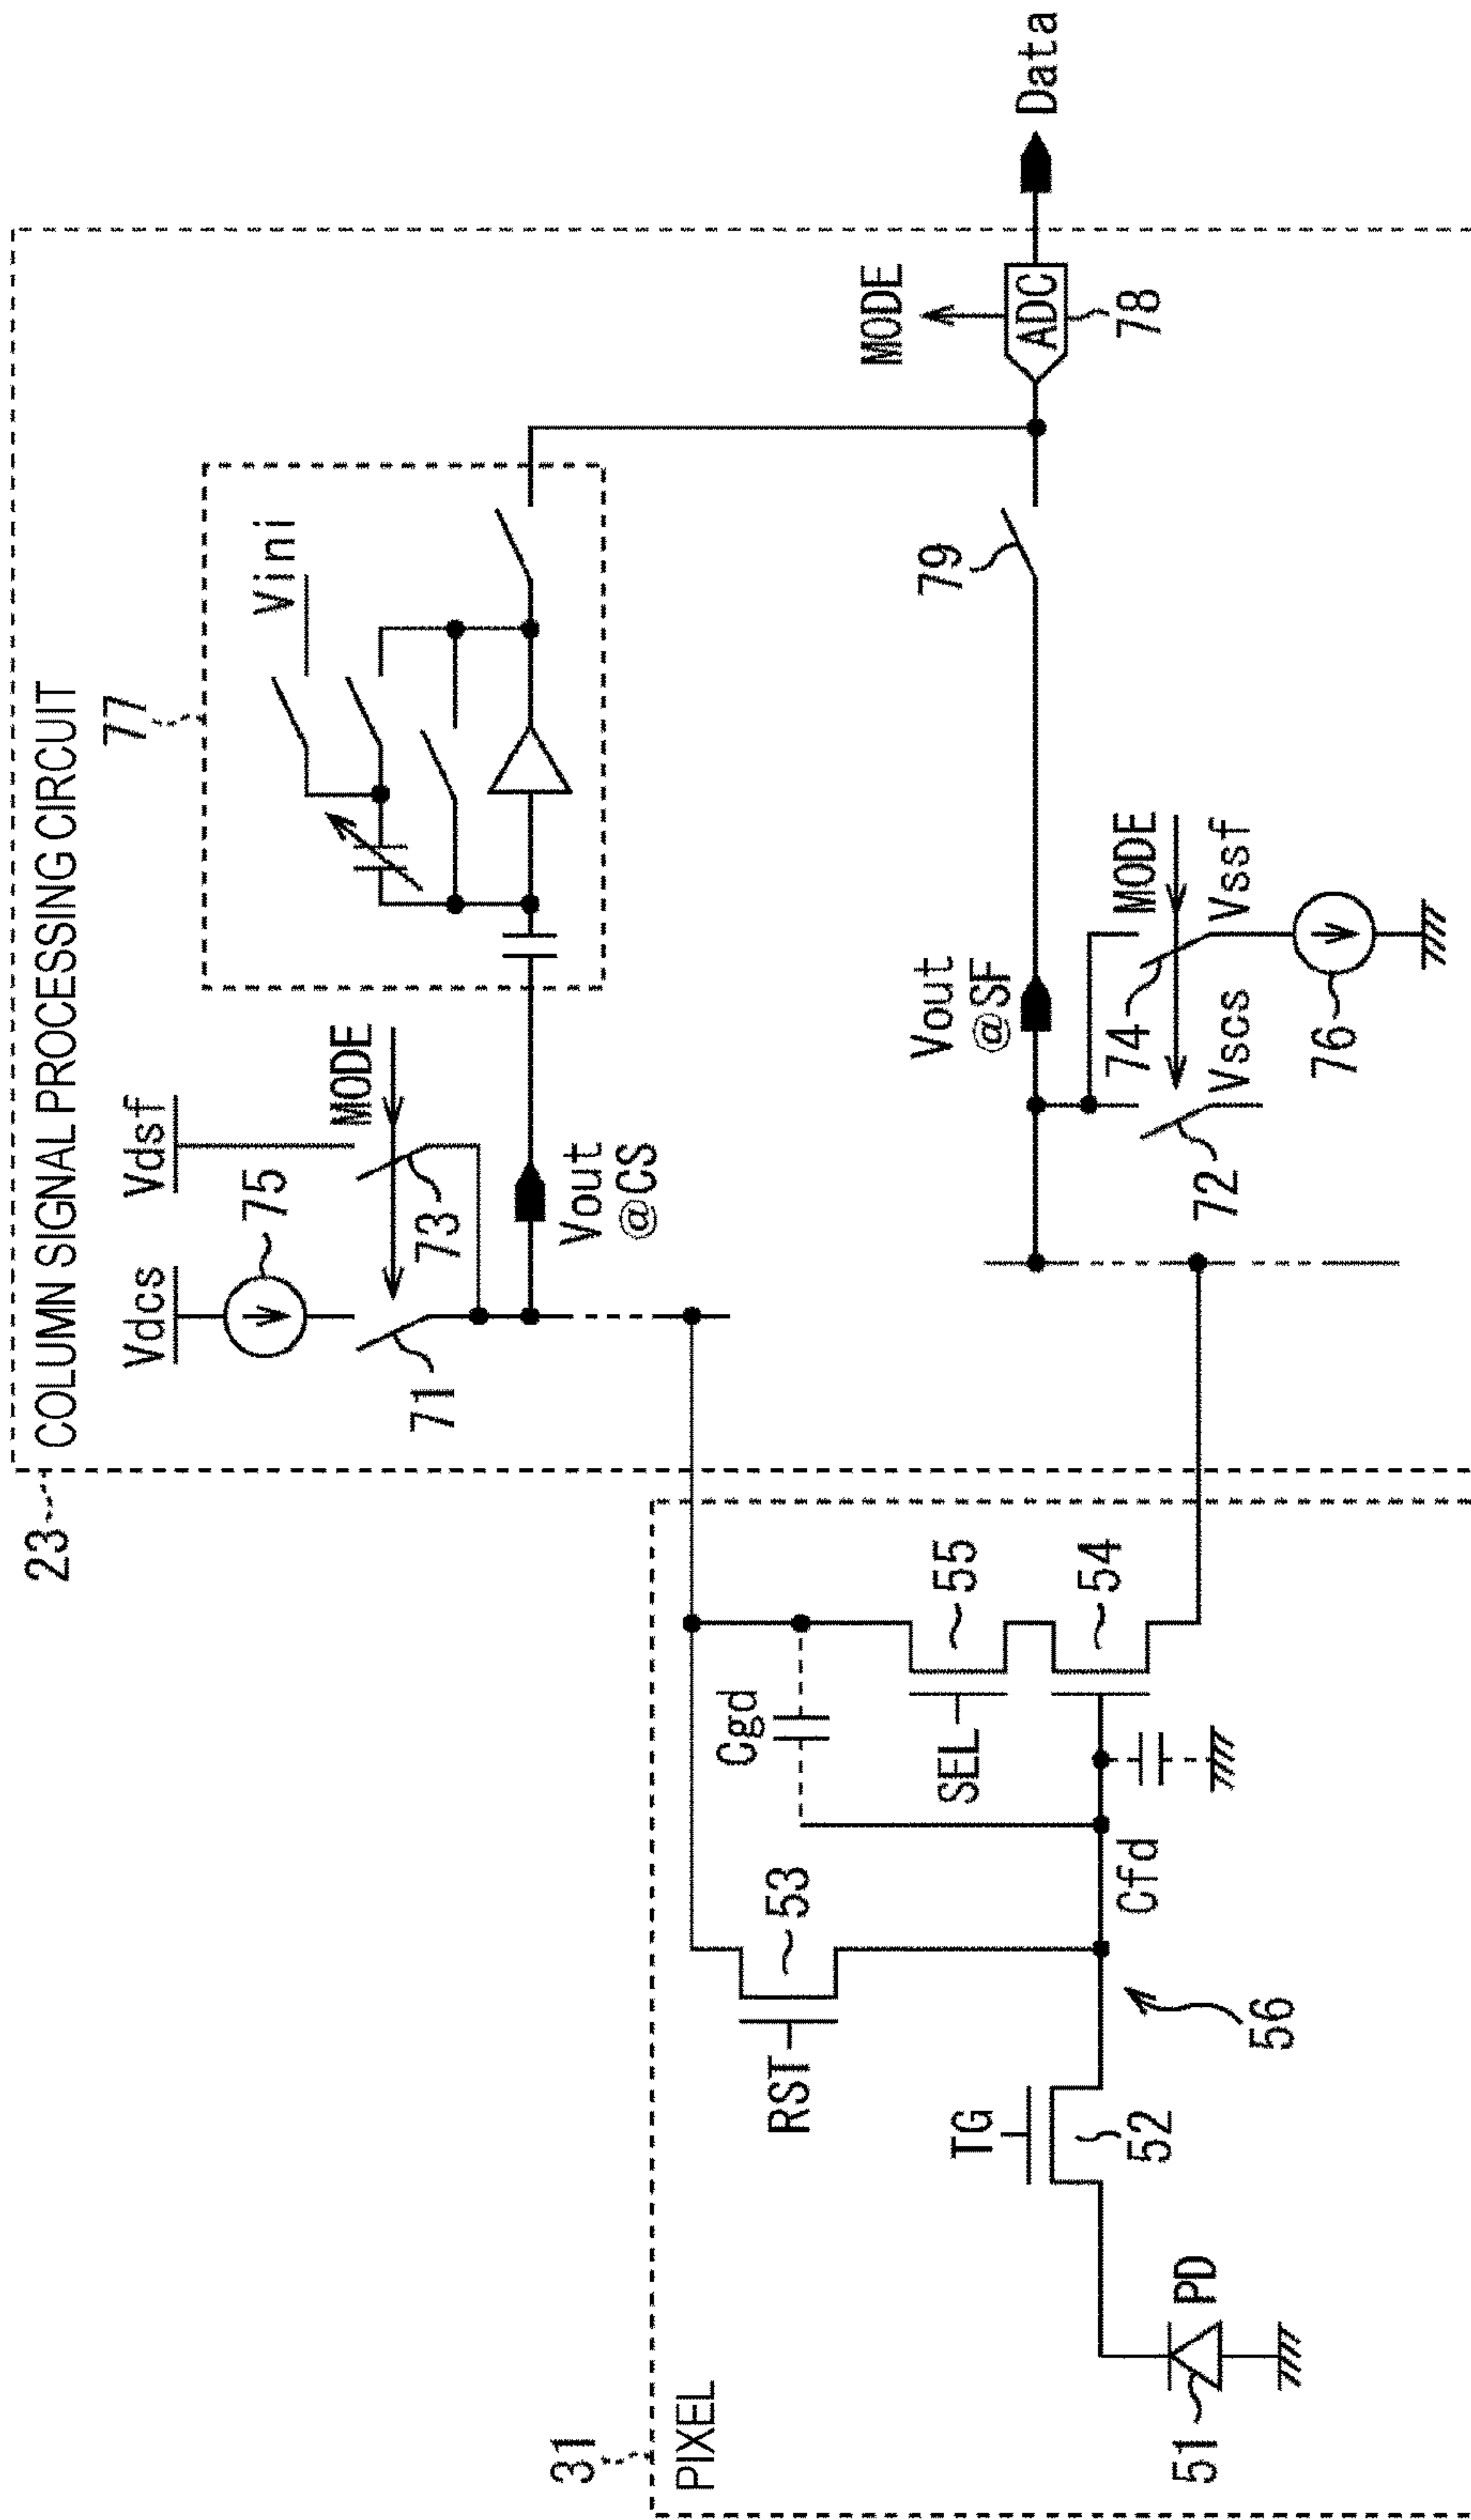 23
COLUMN SIGNAL PROCESSING CIRCUIT
77
Vdcs
Vdsf
75
Vini
MODE
71
73
Vout
@CS
MODE
ADC
78
Data
79
Vout
@SF
MODE
74
72
Vscs
Vssf
76
31
PIXEL
RST
53
Cgd
55
SEL
54
Cfd
TG
52
56
51
PD